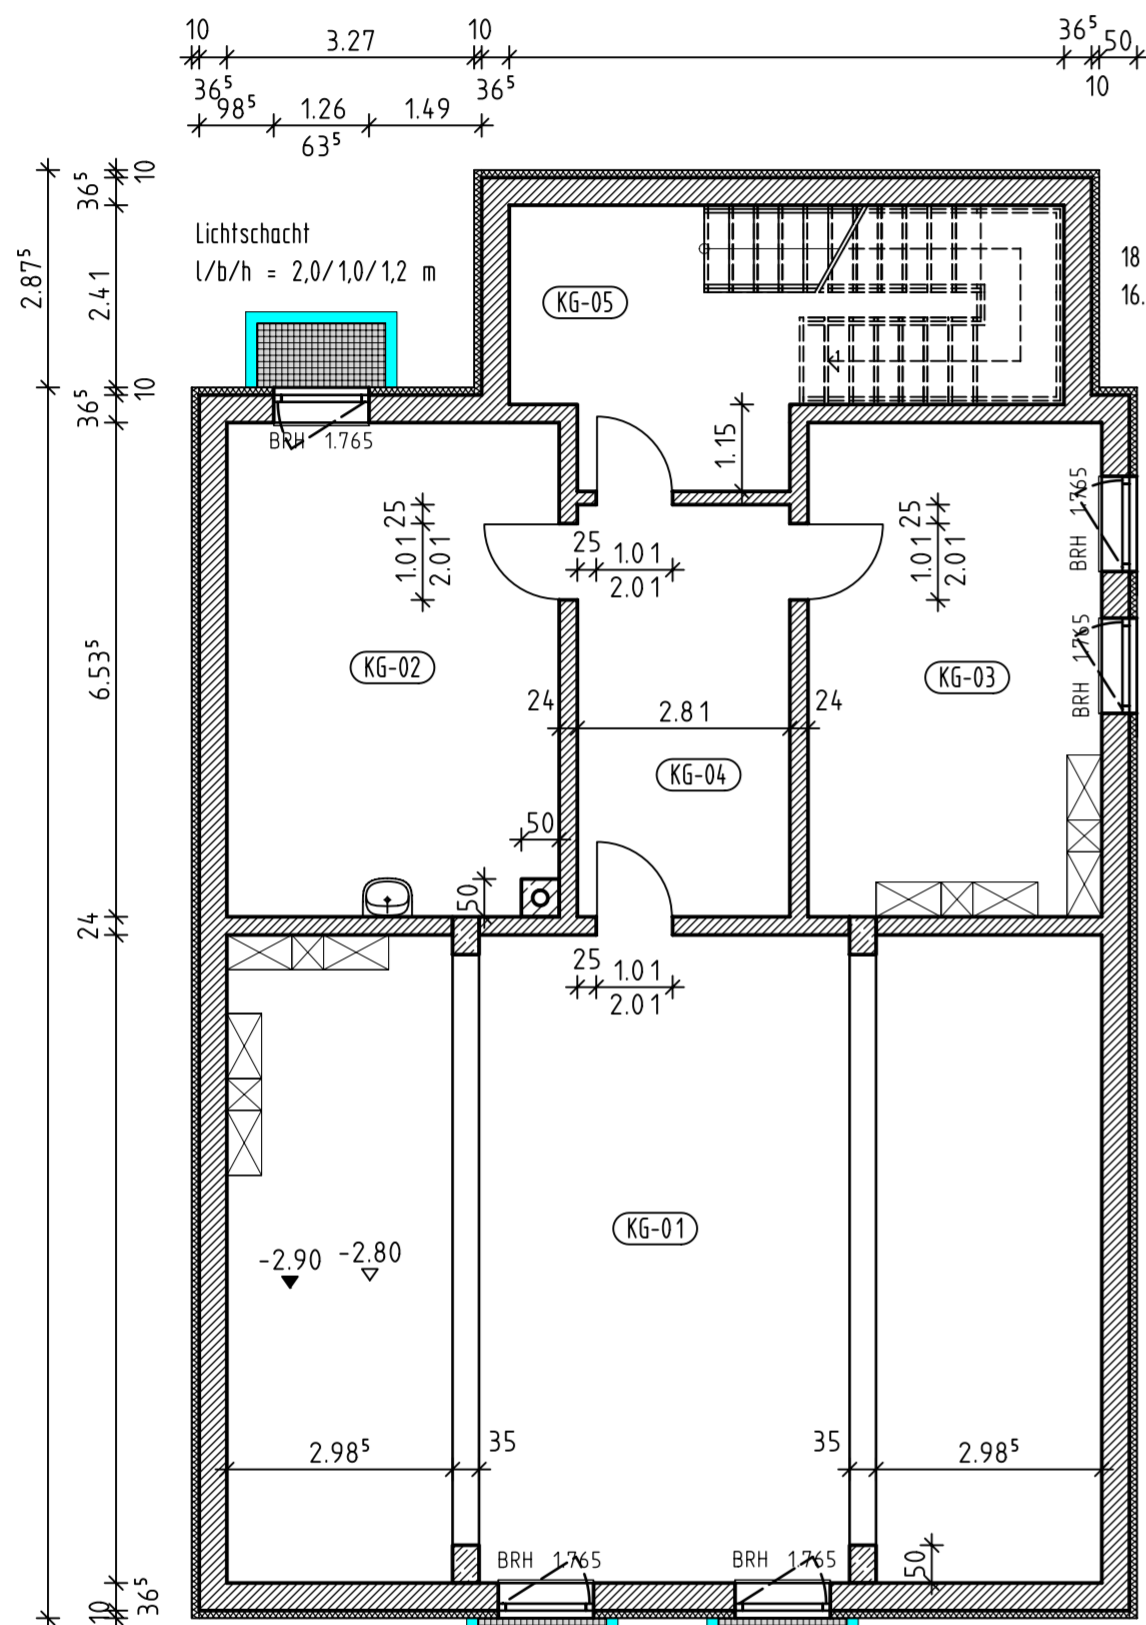 10 3.27 10 36⁵ 50
36⁵ 36⁵ 10
98⁵ 1.26 1.49
63⁵
10
36⁵
2.87⁵
2.41
Lichtschacht
l/b/h = 2,0/1,0/1,2 m
18
16.
KG-05
10
36⁵
BRH 1.765
1.15
25
1.01
2.01
25 1.01
2.01
25
1.01
2.01
BRH 1.765
BRH 1.765
6.53⁵
KG-02
KG-03
24 2.81 24
KG-04
50
50
24
25 1.01
2.01
KG-01
-2.90 -2.80
2.98⁵ 35 35 2.98⁵
BRH 1.765 BRH 1.765
50
10
36⁵